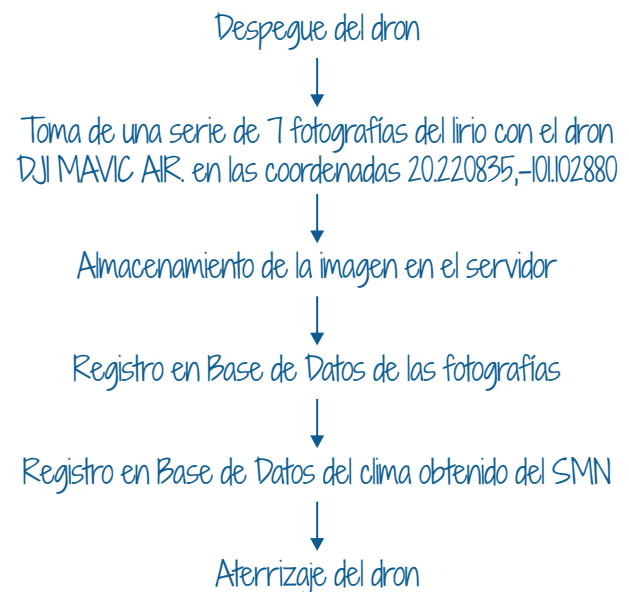 Despegue del dron
Toma de una serie de 7 fotografías del lirio con el dron
DJI MAVIC AIR. en las coordenadas 20.220835,-101.102880
Almacenamiento de la imagen en el servidor
Registro en Base de Datos de las fotografías
Registro en Base de Datos del clima obtenido del SMN
Aterrizaje del dron